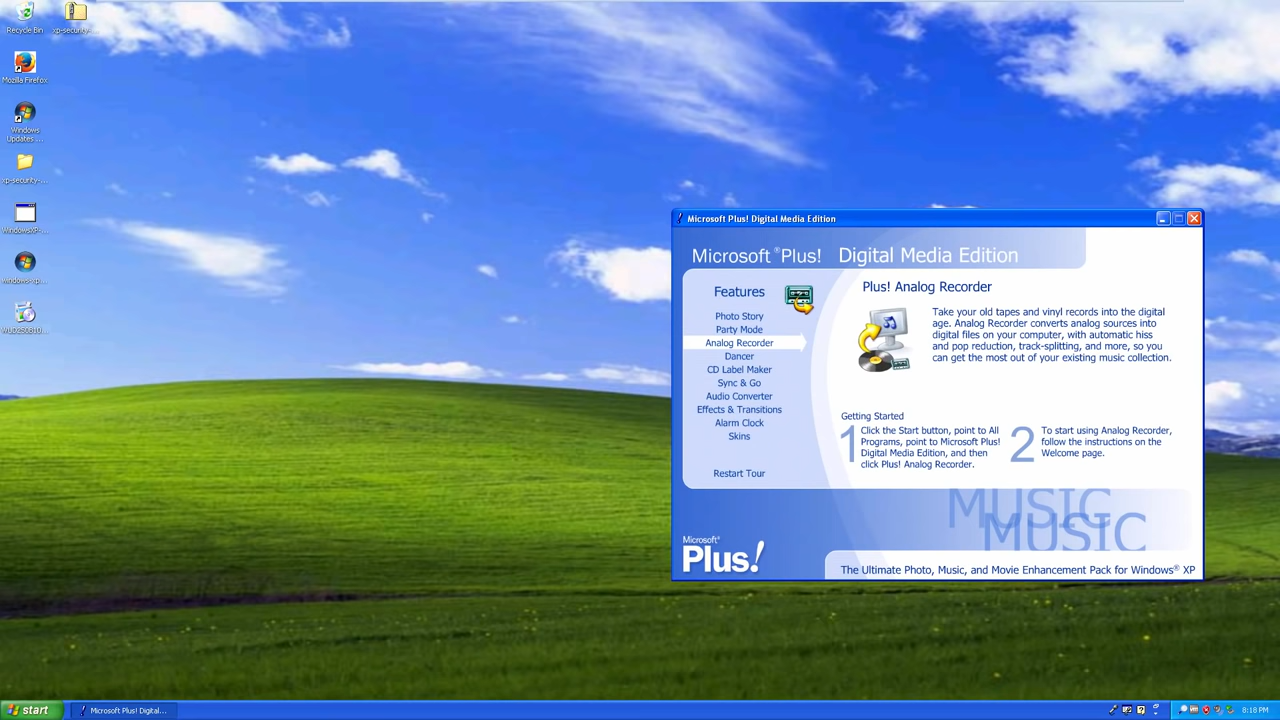 Recycle Bin
xp-security-...
Mozilla Firefox
Windows
Updates ...
xp-security-...
WindowsXP-...
windows-xp...
Microsoft Plus! Digital Media Edition
Microsoft® Plus! Digital Media Edition
Features
Photo Story
Party Mode
Analog Recorder
Dancer
CD Label Maker
Sync & Go
Audio Converter
Effects & Transitions
Alarm Clock
Skins
Restart Tour
Plus! Analog Recorder
Take your old tapes and vinyl records into the digital
age. Analog Recorder converts analog sources into
digital files on your computer, with automatic hiss
and pop reduction, track-splitting, and more, so you
can get the most out of your existing music collection.
Getting Started
1
Click the Start button, point to All
Programs, point to Microsoft Plus!
Digital Media Edition, and then
click Plus! Analog Recorder.
2
To start using Analog Recorder,
follow the instructions on the
Welcome page.
MUSIC
MUSIC
Microsoft®
Plus!
The Ultimate Photo, Music, and Movie Enhancement Pack for Windows® XP
start
Microsoft Plus! Digital...
8:18 PM